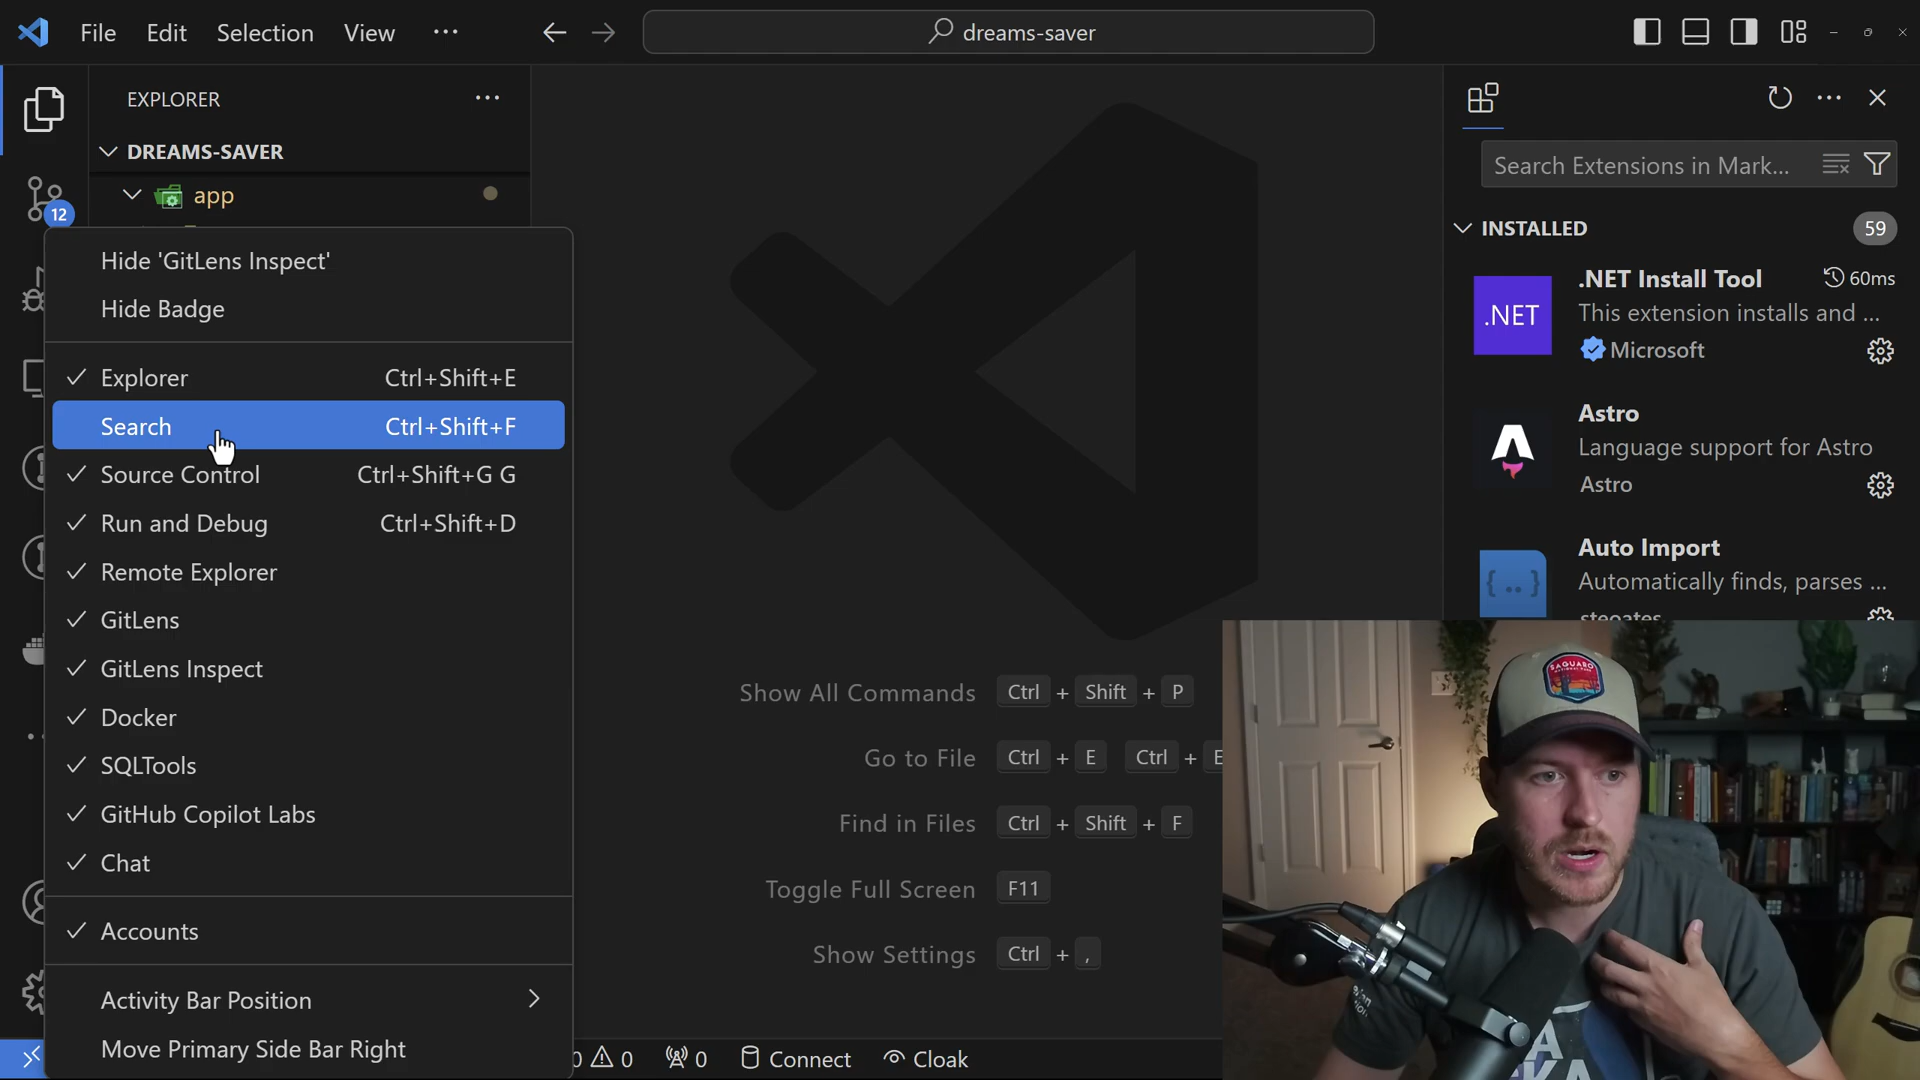 File Edit Selection View ···
dreams-saver
EXPLORER
DREAMS-SAVER
app
12
Hide 'GitLens Inspect'
Hide Badge
Explorer Ctrl+Shift+E
Search Ctrl+Shift+F
Source Control Ctrl+Shift+G G
Run and Debug Ctrl+Shift+D
Remote Explorer
GitLens
GitLens Inspect
Docker
SQLTools
GitHub Copilot Labs
Chat
Accounts
Activity Bar Position
Move Primary Side Bar Right
Show All Commands Ctrl + Shift + P
Go to File Ctrl + E Ctrl + E
Find in Files Ctrl + Shift + F
Toggle Full Screen F11
Show Settings Ctrl + ,
0 0 0 Connect Cloak
Search Extensions in Mark...
INSTALLED 59
.NET
.NET Install Tool 60ms
This extension installs and ...
Microsoft
Astro
Language support for Astro
Astro
{..}
Auto Import
Automatically finds, parses ...
steoates
SAGUARO